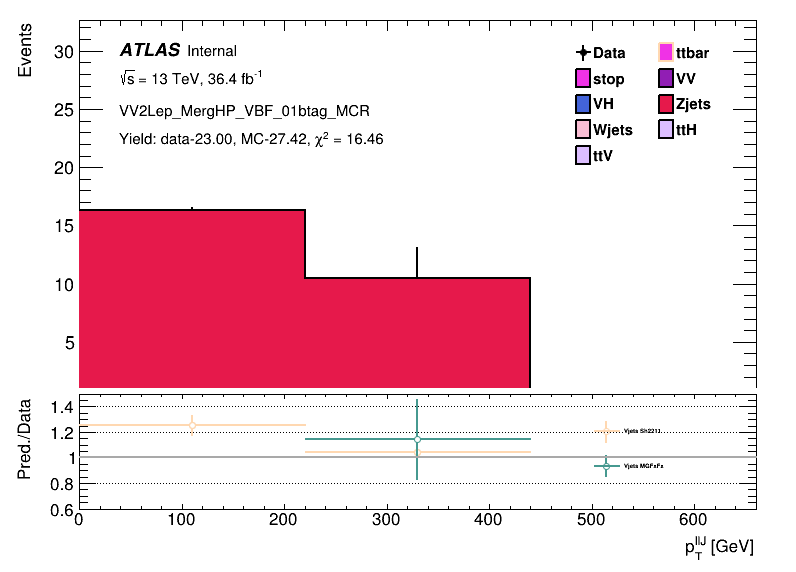 Events
30
25
20
15
10
5
ATLAS Internal
√s = 13 TeV, 36.4 fb⁻¹
VV2Lep_MergHP_VBF_01btag_MCR
Yield: data-23.00, MC-27.42, χ² = 16.46
Data
ttbar
stop
VV
VH
Zjets
Wjets
ttH
ttV
Pred./Data
1.4
1.2
1
0.8
0.6
Vjets Sh2211
Vjets MGFxFx
0 100 200 300 400 500 600
p_T^llJ [GeV]